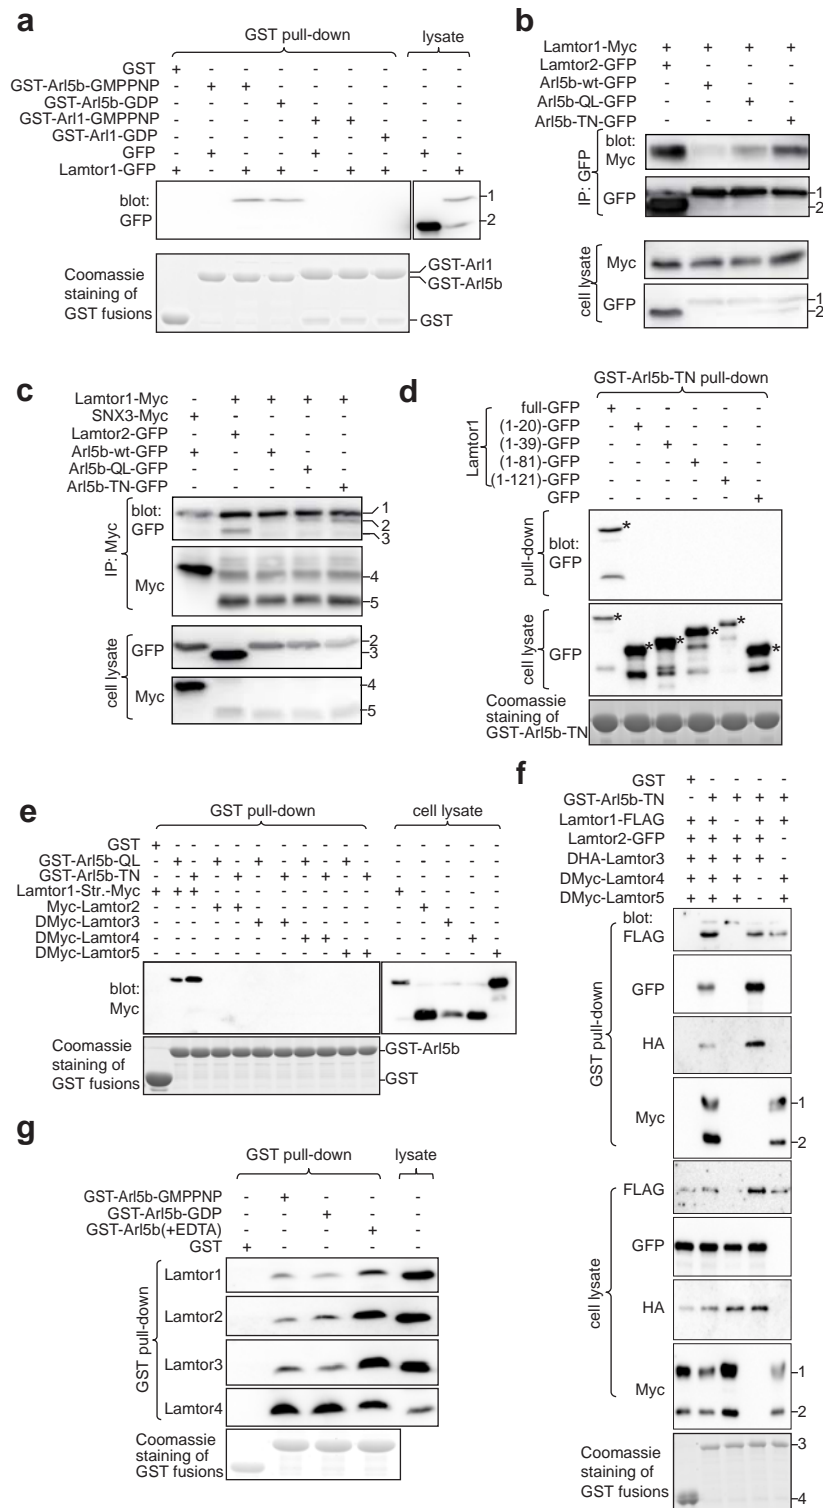 a
GST pull-down lysate
GST + - - - - - - - -
GST-Arl5b-GMPPNP - + + - - - - - -
GST-Arl5b-GDP - - - + - - - - -
GST-Arl1-GMPPNP - - - - + + - - -
GST-Arl1-GDP - - - - - - + - -
GFP - + - - + - - + -
Lamtor1-GFP + - + + - + + - +
blot:
GFP
1
2
Coomassie
staining of
GST fusions
GST-Arl1
GST-Arl5b
GST
b
Lamtor1-Myc + + + +
Lamtor2-GFP + - - -
Arl5b-wt-GFP - + - -
Arl5b-QL-GFP - - + -
Arl5b-TN-GFP - - - +
IP: GFP
blot:
Myc
GFP
1
2
cell lysate
Myc
GFP
1
2
c
Lamtor1-Myc - + + + +
SNX3-Myc + - - - -
Lamtor2-GFP - + - - -
Arl5b-wt-GFP + - + - -
Arl5b-QL-GFP - - - + -
Arl5b-TN-GFP - - - - +
IP: Myc
blot:
GFP
1
2
3
Myc
4
5
cell lysate
GFP
2
3
Myc
4
5
d
GST-Arl5b-TN pull-down
Lamtor1
full-GFP + - - - - -
(1-20)-GFP - + - - - -
(1-39)-GFP - - + - - -
(1-81)-GFP - - - + - -
(1-121)-GFP - - - - + -
GFP - - - - - +
pull-down
blot:
GFP
*
cell lysate
GFP
* * * * * *
Coomassie
staining of
GST-Arl5b-TN
e
GST pull-down cell lysate
GST + - - - - - - - - - - - - - - -
GST-Arl5b-QL - + - + - + - + - + - - - - - -
GST-Arl5b-TN - - + - + - + - + - + - - - - -
Lamtor1-Str.-Myc + + + - - - - - - - - + - - - -
Myc-Lamtor2 - - - + + - - - - - - - + - - -
DMyc-Lamtor3 - - - - - + + - - - - - - + - -
DMyc-Lamtor4 - - - - - - - + + - - - - - + -
DMyc-Lamtor5 - - - - - - - - - + + - - - - +
blot:
Myc
Coomassie
staining of
GST fusions
GST-Arl5b
GST
f
GST + - - - -
GST-Arl5b-TN - + + + +
Lamtor1-FLAG + + - + +
Lamtor2-GFP + + + + -
DHA-Lamtor3 + + + + -
DMyc-Lamtor4 + + + - +
DMyc-Lamtor5 + + + - +
GST pull-down
blot:
FLAG
GFP
HA
Myc
1
2
cell lysate
FLAG
GFP
HA
Myc
1
2
Coomassie
staining of
GST fusions
3
4
g
GST pull-down lysate
GST-Arl5b-GMPPNP - + - - -
GST-Arl5b-GDP - - + - -
GST-Arl5b(+EDTA) - - - + -
GST + - - - -
GST pull-down
Lamtor1
Lamtor2
Lamtor3
Lamtor4
Coomassie
staining of
GST fusions